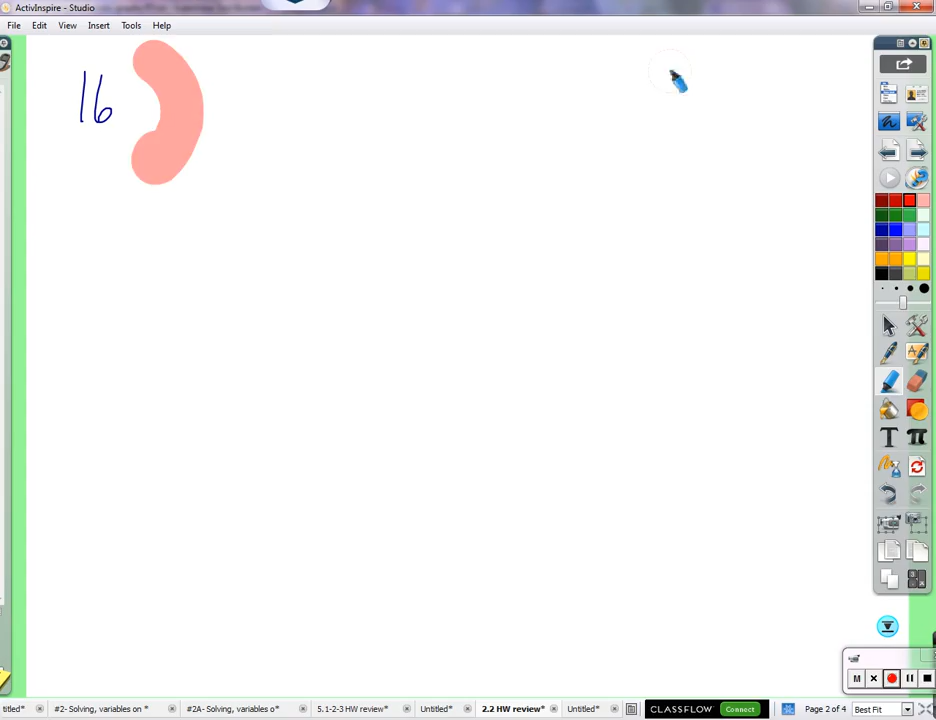 ActivInspire - Studio
File Edit View Insert Tools Help
16
titled* #2- Solving, variables on * #2A- Solving, variables o* 5.1-2-3 HW review* Untitled* 2.2 HW review* Untitled* CLASSFLOW Connect Page 2 of 4 Best Fit
M